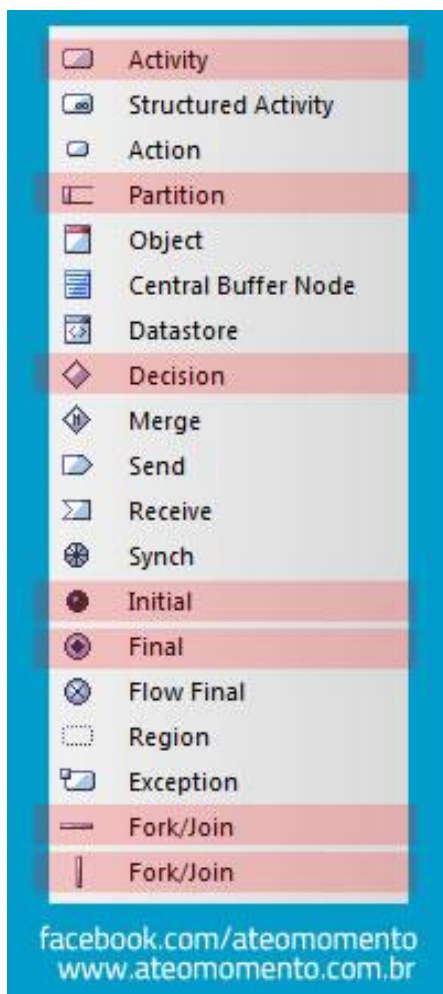 Activity
Structured Activity
Action
Partition
Object
Central Buffer Node
Datastore
Decision
Merge
Send
Receive
Synch
Initial
Final
Flow Final
Region
Exception
Fork/Join
Fork/Join
facebook.com/ateomomento
www.ateomomento.com.br